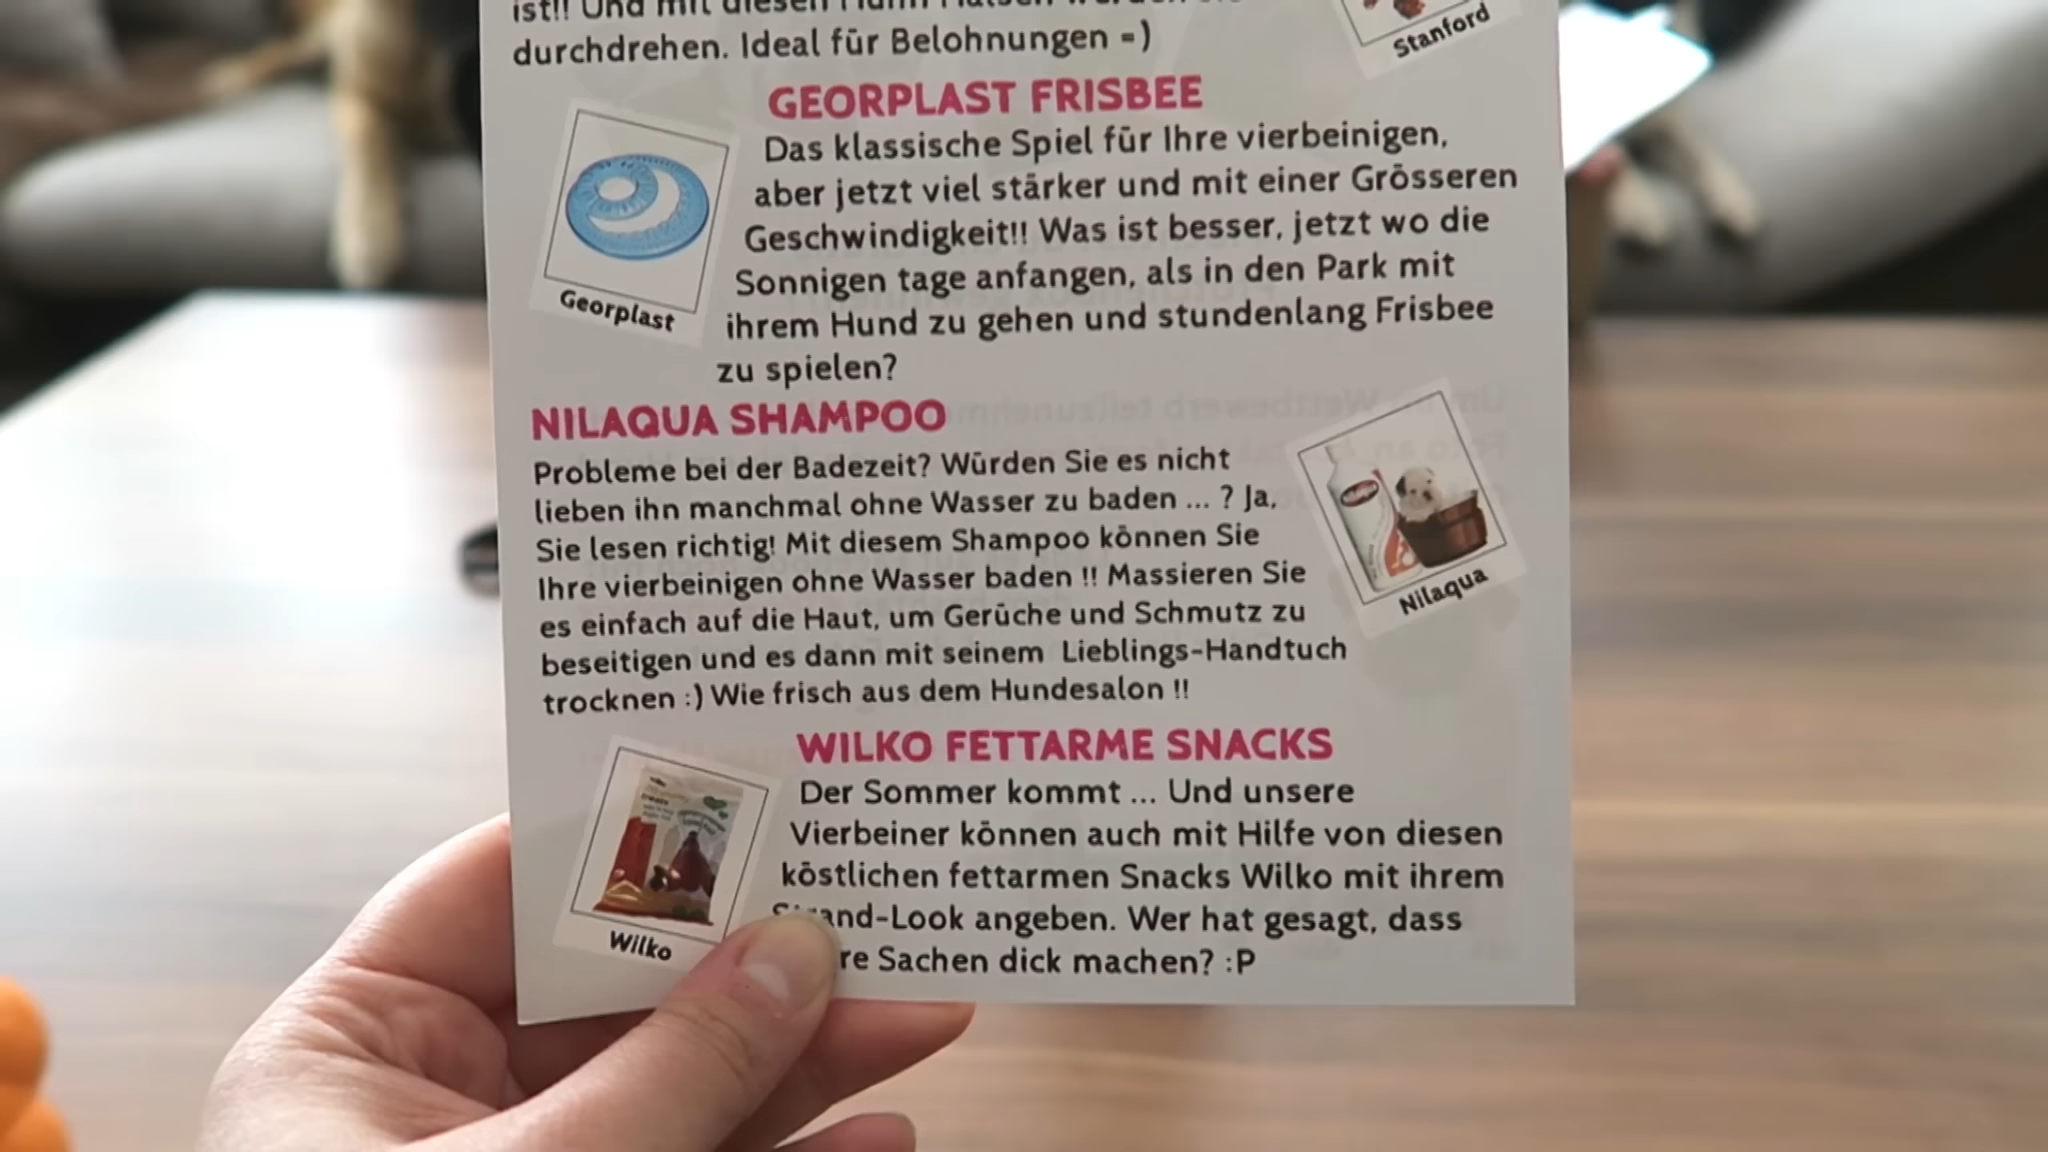 ist!! Und mit diesen
durchdrehen. Ideal für Belohnungen =)
Stanford
GEORPLAST FRISBEE
Das klassische Spiel für Ihre vierbeinigen,
aber jetzt viel stärker und mit einer Grösseren
Geschwindigkeit!! Was ist besser, jetzt wo die
Sonnigen tage anfangen, als in den Park mit
ihrem Hund zu gehen und stundenlang Frisbee
zu spielen?
Georplast
NILAQUA SHAMPOO
Probleme bei der Badezeit? Würden Sie es nicht
lieben ihn manchmal ohne Wasser zu baden ... ? Ja,
Sie lesen richtig! Mit diesem Shampoo können Sie
Ihre vierbeinigen ohne Wasser baden !! Massieren Sie
es einfach auf die Haut, um Gerüche und Schmutz zu
beseitigen und es dann mit seinem Lieblings-Handtuch
trocknen :) Wie frisch aus dem Hundesalon !!
Nilaqua
WILKO FETTARME SNACKS
Der Sommer kommt ... Und unsere
Vierbeiner können auch mit Hilfe von diesen
köstlichen fettarmen Snacks Wilko mit ihrem
Strand-Look angeben. Wer hat gesagt, dass
re Sachen dick machen? :P
Wilko